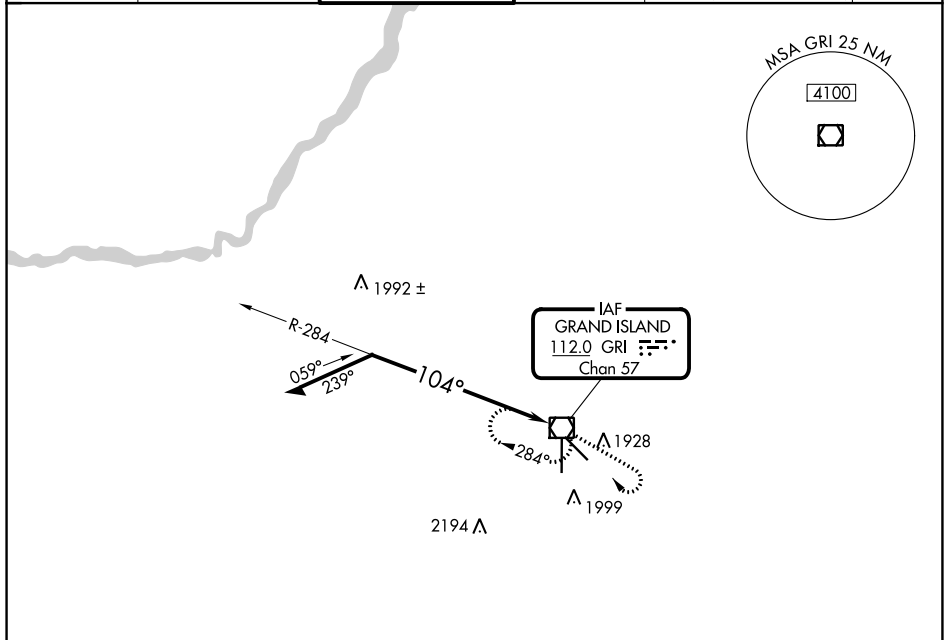 MSA GRI 25 NM
4100
1992 ±
R-284
059°
239°
104°
IAF
GRAND ISLAND
112.0 GRI
Chan 57
284°
1928
1999
2194